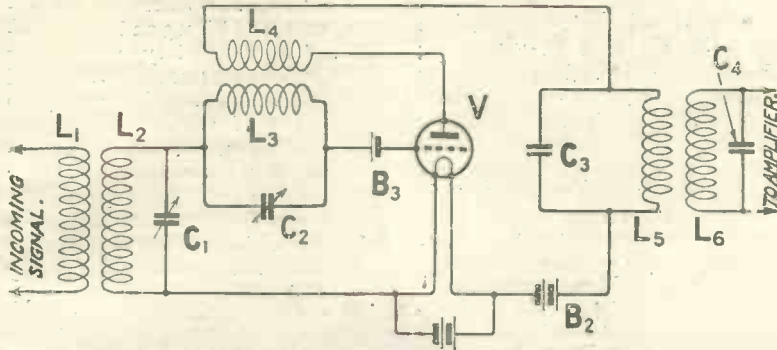 L4
C4
V
L1
L2
L3
B3
C3
TO AMPLIFIER
C1
C2
L5
L6
INCOMING
SIGNAL.
B2